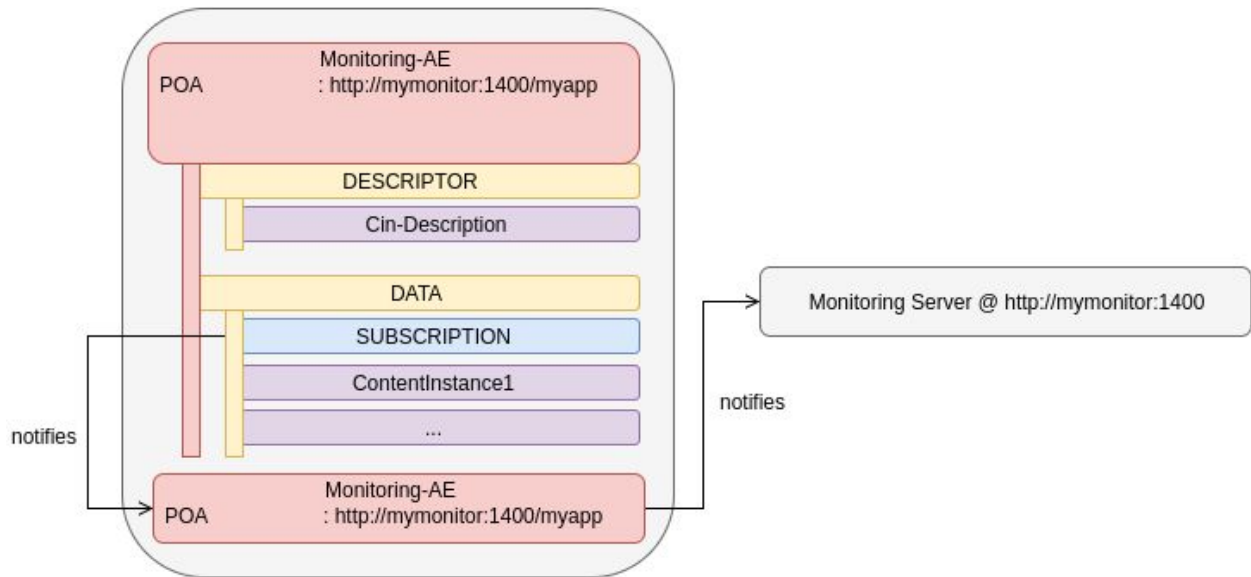 Monitoring-AE
POA : http://mymonitor:1400/myapp
DESCRIPTOR
Cin-Description
DATA
SUBSCRIPTION
ContentInstance1
...
notifies
Monitoring-AE
POA : http://mymonitor:1400/myapp
Monitoring Server @ http://mymonitor:1400
notifies